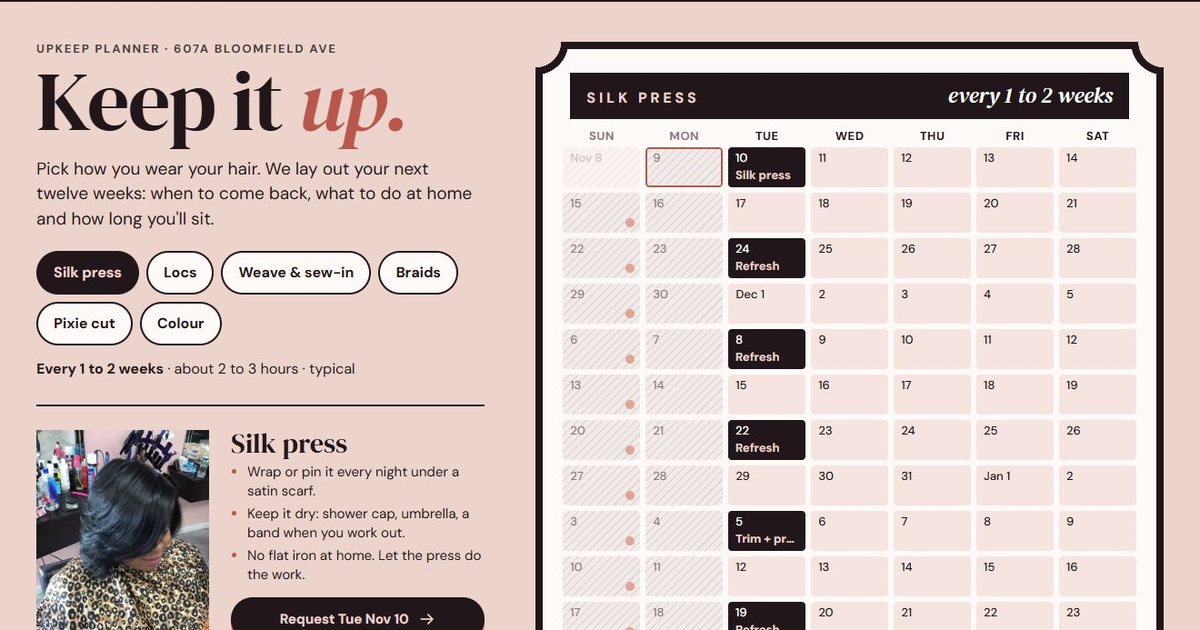 UPKEEP PLANNER · 607A BLOOMFIELD AVE
Keep it up.
Pick how you wear your hair. We lay out your next
twelve weeks: when to come back, what to do at home
and how long you'll sit.
Silk press
Locs
Weave & sew-in
Braids
Pixie cut
Colour
Every 1 to 2 weeks · about 2 to 3 hours · typical
Silk press
• Wrap or pin it every night under a
satin scarf.
• Keep it dry: shower cap, umbrella, a
band when you work out.
• No flat iron at home. Let the press do
the work.
Request Tue Nov 10 →
SILK PRESS
every 1 to 2 weeks
SUN MON TUE WED THU FRI SAT
Nov 8 9 10 11 12 13 14
Silk press
15 16 17 18 19 20 21
22 23 24 25 26 27 28
Refresh
29 30 Dec 1 2 3 4 5
6 7 8 9 10 11 12
Refresh
13 14 15 16 17 18 19
20 21 22 23 24 25 26
Refresh
27 28 29 30 31 Jan 1 2
3 4 5 6 7 8 9
Trim + pr...
10 11 12 13 14 15 16
17 18 19 20 21 22 23
Refresh